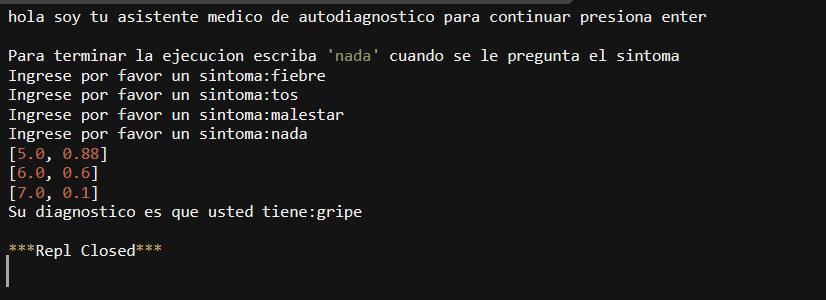 hola soy tu asistente medico de autodiagnostico para continuar presiona enter
Para terminar la ejecucion escriba 'nada' cuando se le pregunta el sintoma
Ingrese por favor un sintoma:fiebre
Ingrese por favor un sintoma:tos
Ingrese por favor un sintoma:malestar
Ingrese por favor un sintoma:nada
[5.0, 0.88]
[6.0, 0.6]
[7.0, 0.1]
Su diagnostico es que usted tiene:gripe
***Repl Closed***